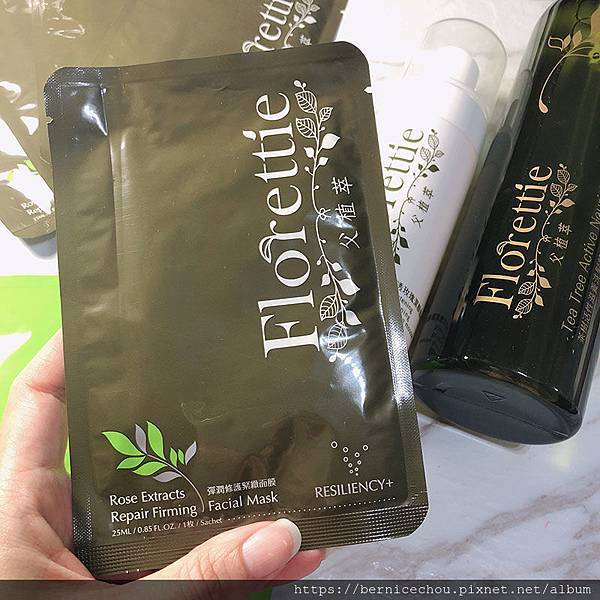 Florettie
父植萃
Rose Extracts
Repair Firming
彈潤修護緊緻面膜
Facial Mask
25ML / 0.85 FL.OZ. / 1枚 / Sachet
RESILIENCY+
Florettie
父植萃
Florettie
父植萃
Tea Tree Active
Florettie
https://bernicechou.pixnet.net/album